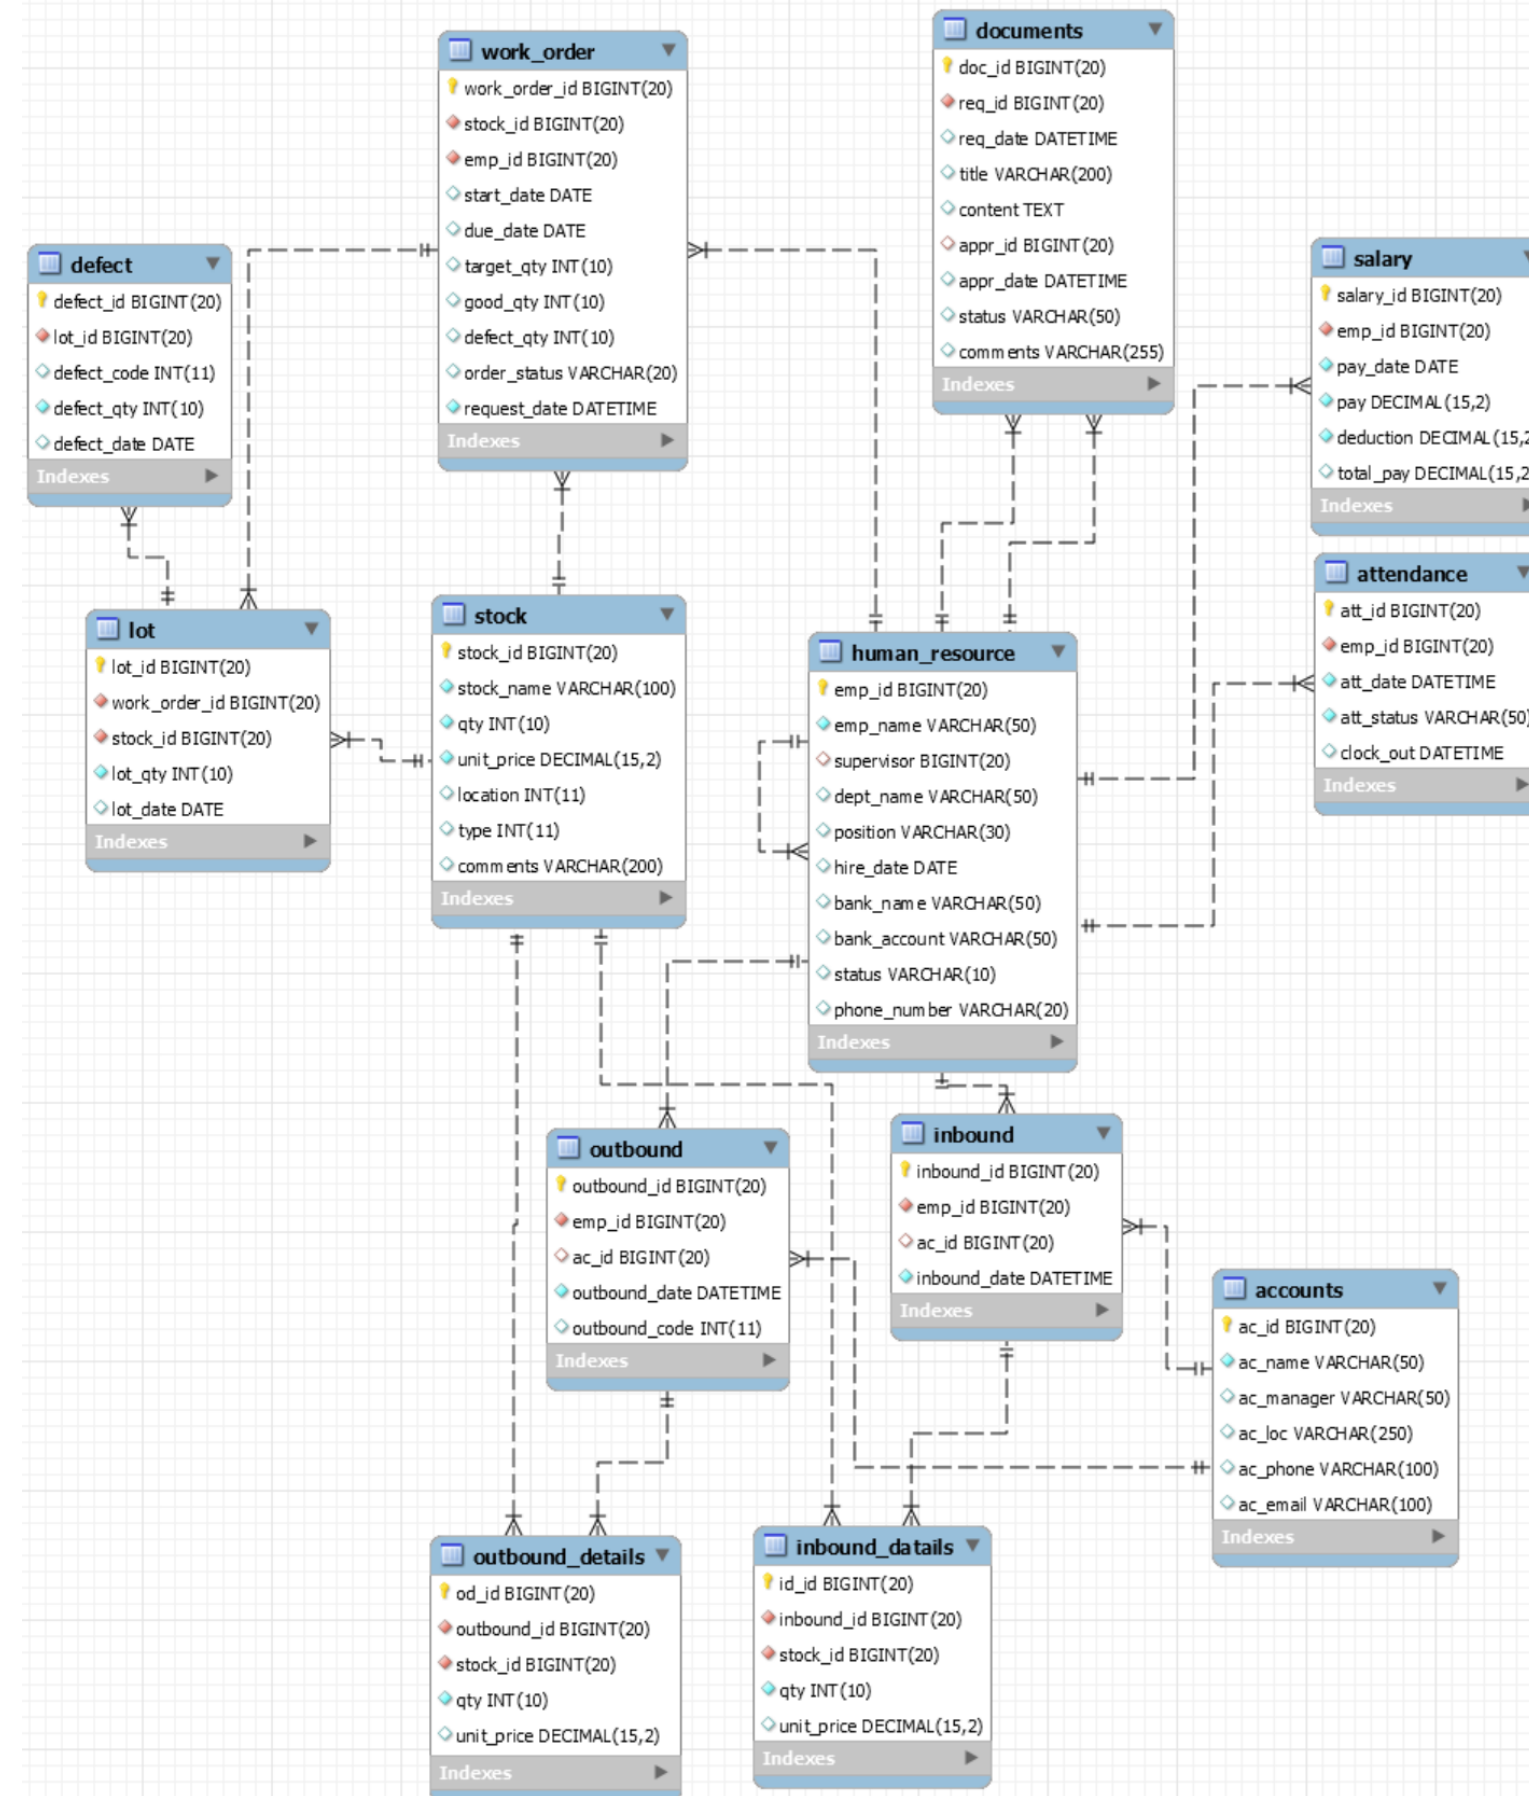 work_order
work_order_id BIGINT(20)
stock_id BIGINT(20)
emp_id BIGINT(20)
start_date DATE
due_date DATE
target_qty INT(10)
good_qty INT(10)
defect_qty INT(10)
order_status VARCHAR(20)
request_date DATETIME
Indexes
documents
doc_id BIGINT(20)
req_id BIGINT(20)
req_date DATETIME
title VARCHAR(200)
content TEXT
appr_id BIGINT(20)
appr_date DATETIME
status VARCHAR(50)
comments VARCHAR(255)
Indexes
defect
defect_id BIGINT(20)
lot_id BIGINT(20)
defect_code INT(11)
defect_qty INT(10)
defect_date DATE
Indexes
salary
salary_id BIGINT(20)
emp_id BIGINT(20)
pay_date DATE
pay DECIMAL(15,2)
deduction DECIMAL(15,2
total_pay DECIMAL(15,2
Indexes
attendance
att_id BIGINT(20)
emp_id BIGINT(20)
att_date DATETIME
att_status VARCHAR(50)
clock_out DATETIME
Indexes
lot
lot_id BIGINT(20)
work_order_id BIGINT(20)
stock_id BIGINT(20)
lot_qty INT(10)
lot_date DATE
Indexes
stock
stock_id BIGINT(20)
stock_name VARCHAR(100)
qty INT(10)
unit_price DECIMAL(15,2)
location INT(11)
type INT(11)
comments VARCHAR(200)
Indexes
human_resource
emp_id BIGINT(20)
emp_name VARCHAR(50)
supervisor BIGINT(20)
dept_name VARCHAR(50)
position VARCHAR(30)
hire_date DATE
bank_name VARCHAR(50)
bank_account VARCHAR(50)
status VARCHAR(10)
phone_number VARCHAR(20)
Indexes
outbound
outbound_id BIGINT(20)
emp_id BIGINT(20)
ac_id BIGINT(20)
outbound_date DATETIME
outbound_code INT(11)
Indexes
inbound
inbound_id BIGINT(20)
emp_id BIGINT(20)
ac_id BIGINT(20)
inbound_date DATETIME
Indexes
accounts
ac_id BIGINT(20)
ac_name VARCHAR(50)
ac_manager VARCHAR(50)
ac_loc VARCHAR(250)
ac_phone VARCHAR(100)
ac_email VARCHAR(100)
Indexes
outbound_details
od_id BIGINT(20)
outbound_id BIGINT(20)
stock_id BIGINT(20)
qty INT(10)
unit_price DECIMAL(15,2)
Indexes
inbound_datails
id_id BIGINT(20)
inbound_id BIGINT(20)
stock_id BIGINT(20)
qty INT(10)
unit_price DECIMAL(15,2)
Indexes